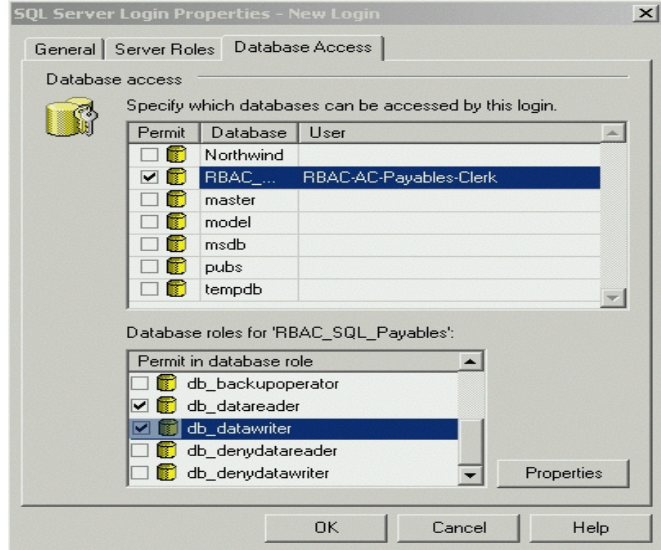 SQL Server Login Properties - New Login
General Server Roles Database Access
Database access
Specify which databases can be accessed by this login.
Permit Database User
Northwind
RBAC_... RBAC-AC-Payables-Clerk
master
model
msdb
pubs
tempdb
Database roles for 'RBAC_SQL_Payables':
Permit in database role
db_backupoperator
db_datareader
db_datawriter
db_denydatareader
db_denydatawriter
Properties
OK Cancel Help